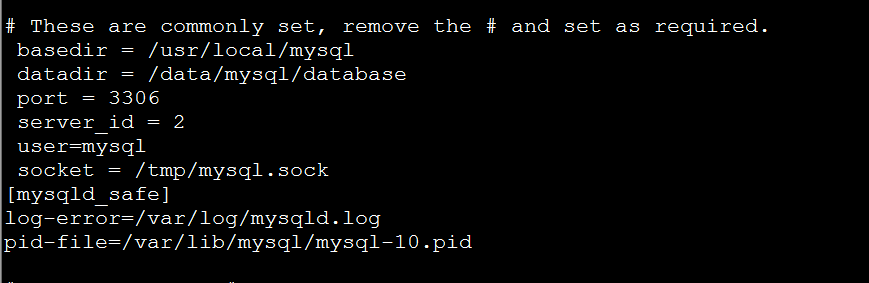 # These are commonly set, remove the # and set as required.
basedir = /usr/local/mysql
datadir = /data/mysql/database
port = 3306
server_id = 2
user=mysql
socket = /tmp/mysql.sock
[mysqld_safe]
log-error=/var/log/mysqld.log
pid-file=/var/lib/mysql/mysql-10.pid